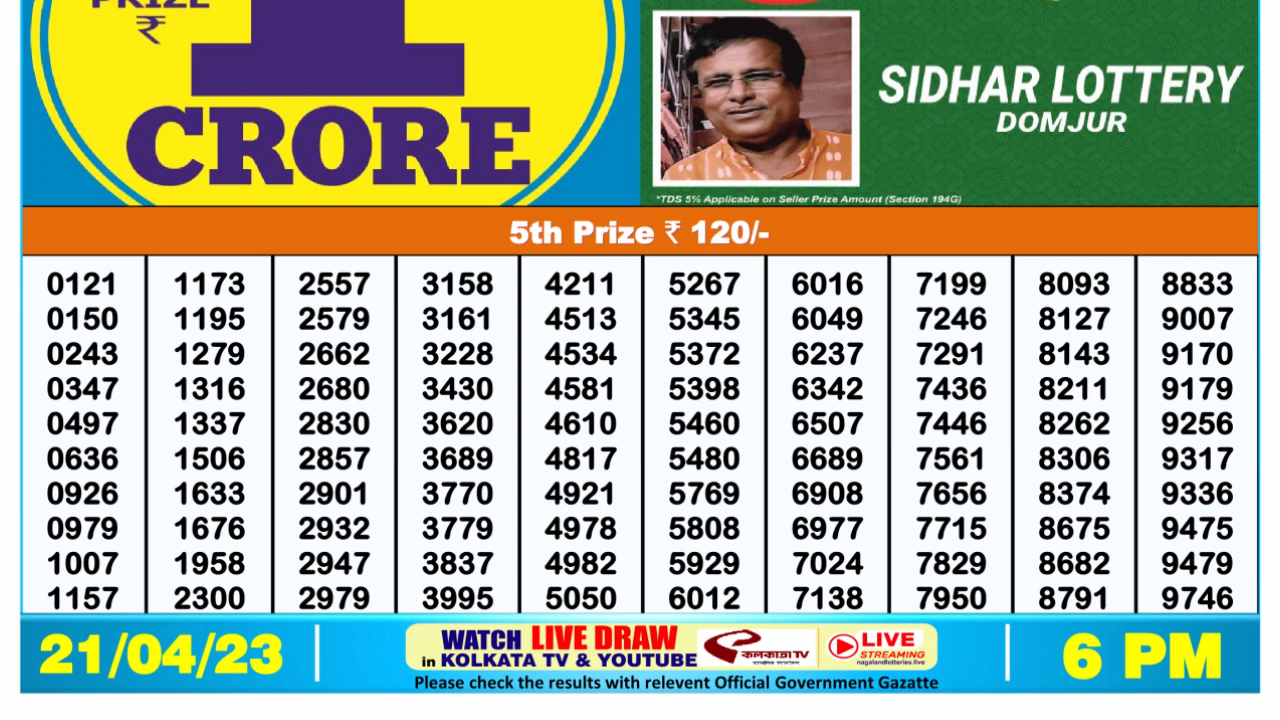 PRIZE
₹
1
CRORE
SIDHAR LOTTERY
DOMJUR
*TDS 5% Applicable on Seller Prize Amount (Section 194G)
5th Prize ₹ 120/-
0121 1173 2557 3158 4211 5267 6016 7199 8093 8833
0150 1195 2579 3161 4513 5345 6049 7246 8127 9007
0243 1279 2662 3228 4534 5372 6237 7291 8143 9170
0347 1316 2680 3430 4581 5398 6342 7436 8211 9179
0497 1337 2830 3620 4610 5460 6507 7446 8262 9256
0636 1506 2857 3689 4817 5480 6689 7561 8306 9317
0926 1633 2901 3770 4921 5769 6908 7656 8374 9336
0979 1676 2932 3779 4978 5808 6977 7715 8675 9475
1007 1958 2947 3837 4982 5929 7024 7829 8682 9479
1157 2300 2979 3995 5050 6012 7138 7950 8791 9746
21/04/23
WATCH LIVE DRAW
in KOLKATA TV & YOUTUBE
কলকাতা TV
LIVE
STREAMING
nagalandlotteries.live
Please check the results with relevent Official Government Gazatte
6 PM